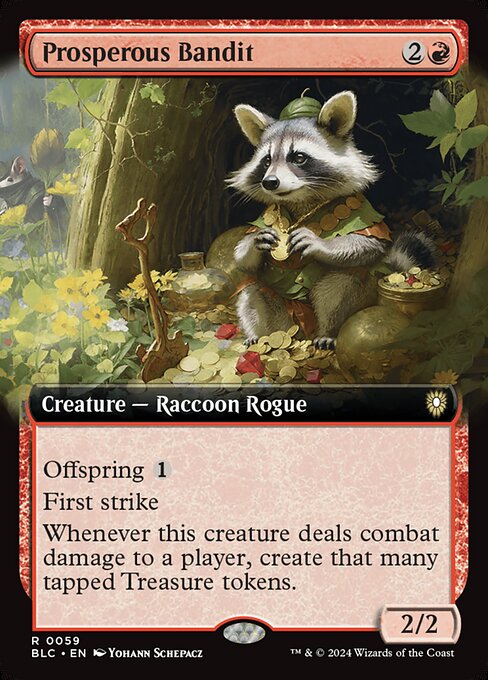 Prosperous Bandit 2
Creature — Raccoon Rogue
Offspring 1
First strike
Whenever this creature deals combat
damage to a player, create that many
tapped Treasure tokens.
2/2
R 0059
BLC • EN Yohann Schepacz
™ & © 2024 Wizards of the Coast